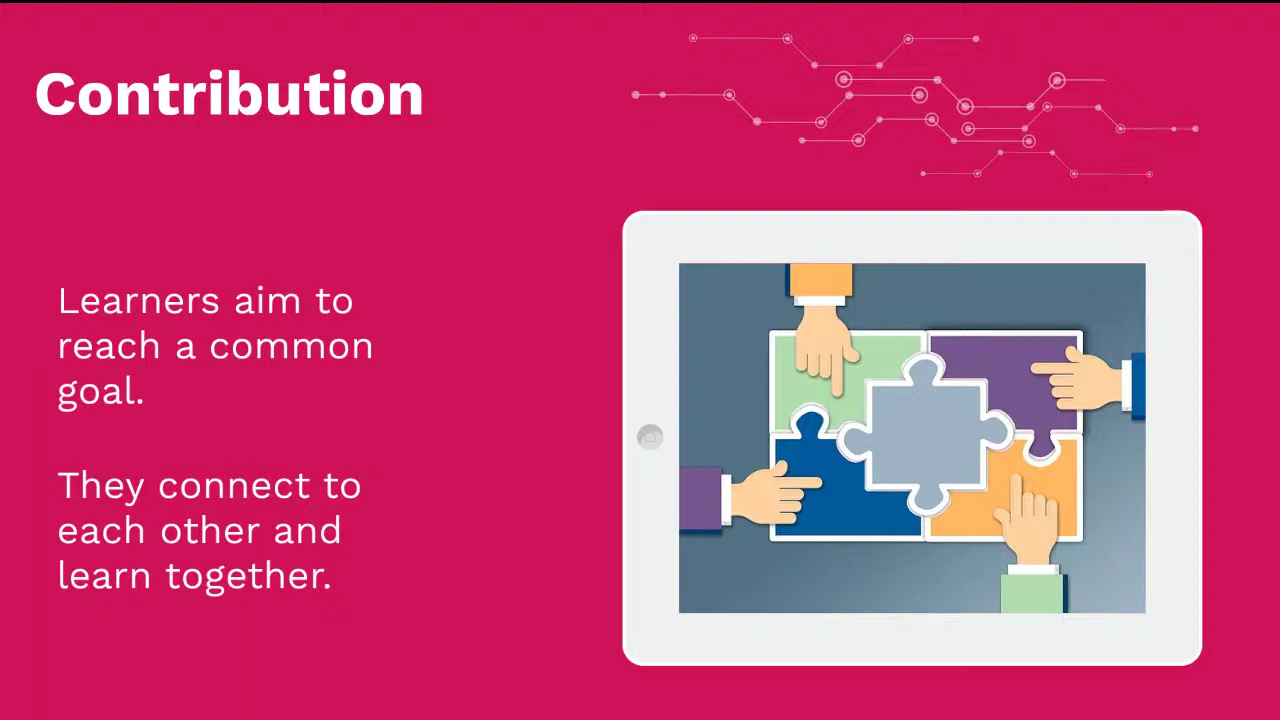 Contribution
Learners aim to
reach a common
goal.
They connect to
each other and
learn together.